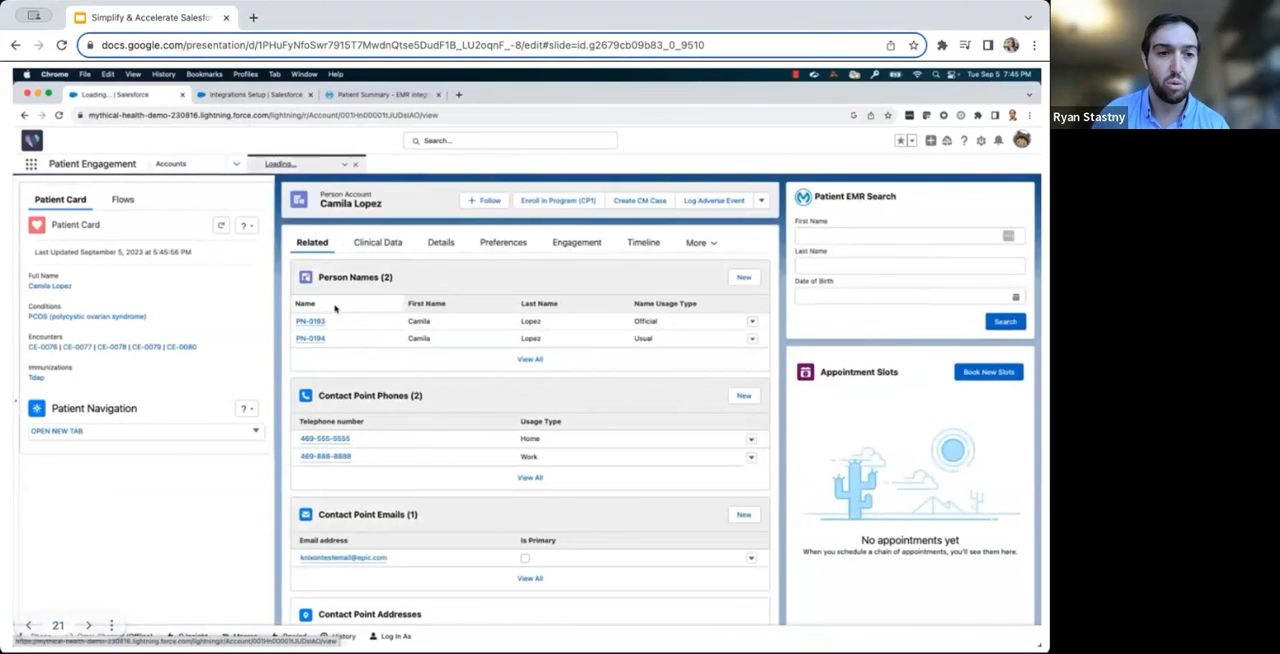 Simplify & Accelerate Salesfo
docs.google.com/presentation/d/1PHuFyNfoSwr7915T7MwdnQtse5DudF1B_LU2oqnF_-8/edit#slide=id.g2679cb09b83_0_9510
Chrome File Edit View History Bookmarks Profiles Tab Window Help
Tue Sep 5 7:45 PM
Loading... | Salesforce
Integrations Setup | Salesforce
Patient Summary - EMR Integ
mythical-health-demo-230816.lightning.force.com/lightning/r/Account/001Hn00001tJUDslAO/view
Search...
Patient Engagement
Accounts
Loading...
Patient Card Flows
Patient Card
?
Last Updated September 5, 2023 at 5:45:56 PM
Full Name
Camila Lopez
Conditions
PCOS (polycystic ovarian syndrome)
Encounters
CE-0076 | CE-0077 | CE-0078 | CE-0079 | CE-0080
Immunizations
Tdap
Patient Navigation
?
OPEN NEW TAB
Person Account
Camila Lopez
+ Follow
Enroll in Program (CP1)
Create CM Case
Log Adverse Event
Related Clinical Data Details Preferences Engagement Timeline More
Person Names (2)
New
Name First Name Last Name Name Usage Type
PN-0193 Camila Lopez Official
PN-0194 Camila Lopez Usual
View All
Contact Point Phones (2)
New
Telephone number Usage Type
469-555-5555 Home
469-888-8888 Work
View All
Contact Point Emails (1)
New
Email address Is Primary
knixontestemail@epic.com
View All
Contact Point Addresses
Patient EMR Search
First Name
Last Name
Date of Birth
Search
Appointment Slots
Book New Slots
No appointments yet
When you schedule a chain of appointments, you'll see them here.
21
History
Log In As
Ryan Stastny